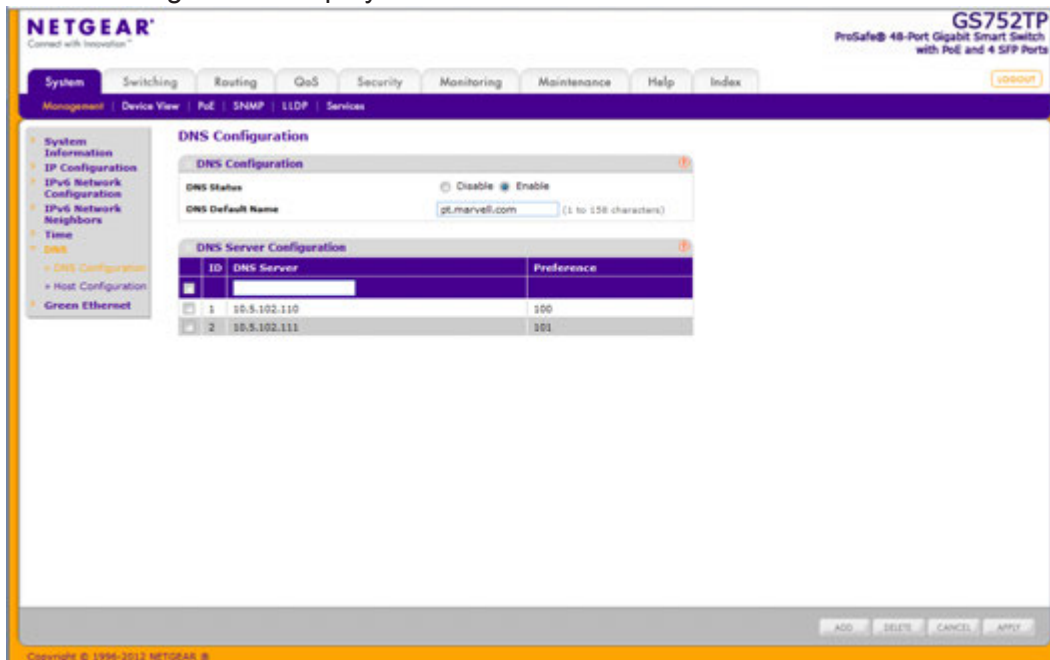 NETGEAR®
Connect with Innovation™
GS752TP
ProSafe® 48-Port Gigabit Smart Switch
with PoE and 4 SFP Ports
System Switching Routing QoS Security Monitoring Maintenance Help Index
LOGOUT
Management | Device View | PoE | SNMP | LLDP | Services
System
Information
IP Configuration
IPv6 Network
Configuration
IPv6 Network
Neighbors
Time
DNS
» DNS Configuration
» Host Configuration
Green Ethernet
DNS Configuration
DNS Configuration
DNS Status Disable Enable
DNS Default Name pt.marvell.com (1 to 158 characters)
DNS Server Configuration
ID DNS Server Preference
1 10.5.102.110 100
2 10.5.102.111 101
ADD DELETE CANCEL APPLY
Copyright © 1996-2012 NETGEAR ®